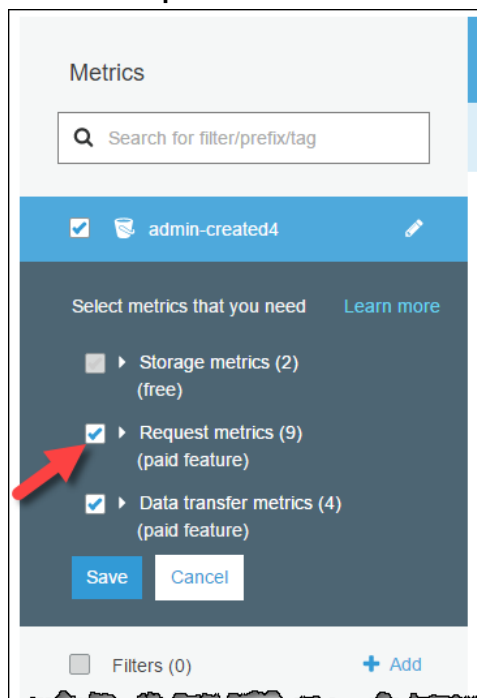 Metrics
Search for filter/prefix/tag
admin-created4
Select metrics that you need Learn more
Storage metrics (2)
(free)
Request metrics (9)
(paid feature)
Data transfer metrics (4)
(paid feature)
Save Cancel
Filters (0) + Add